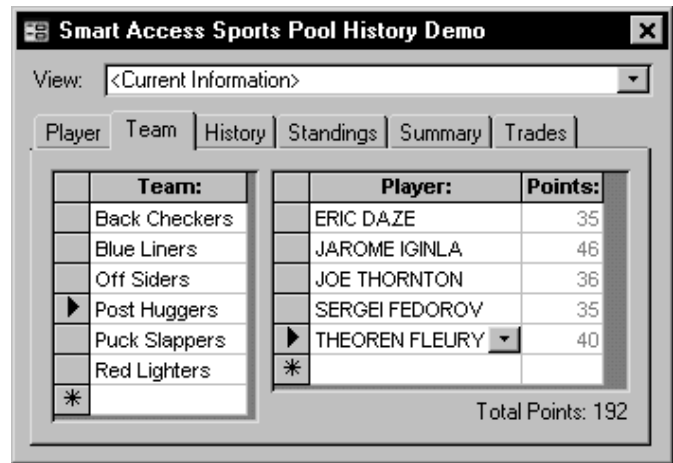 Smart Access Sports Pool History Demo
View: <Current Information>
Player Team History Standings Summary Trades
Team:
Back Checkers
Blue Liners
Off Siders
Post Huggers
Puck Slappers
Red Lighters
Player: Points:
ERIC DAZE 35
JAROME IGINLA 46
JOE THORNTON 36
SERGEI FEDOROV 35
THEOREN FLEURY 40
Total Points: 192